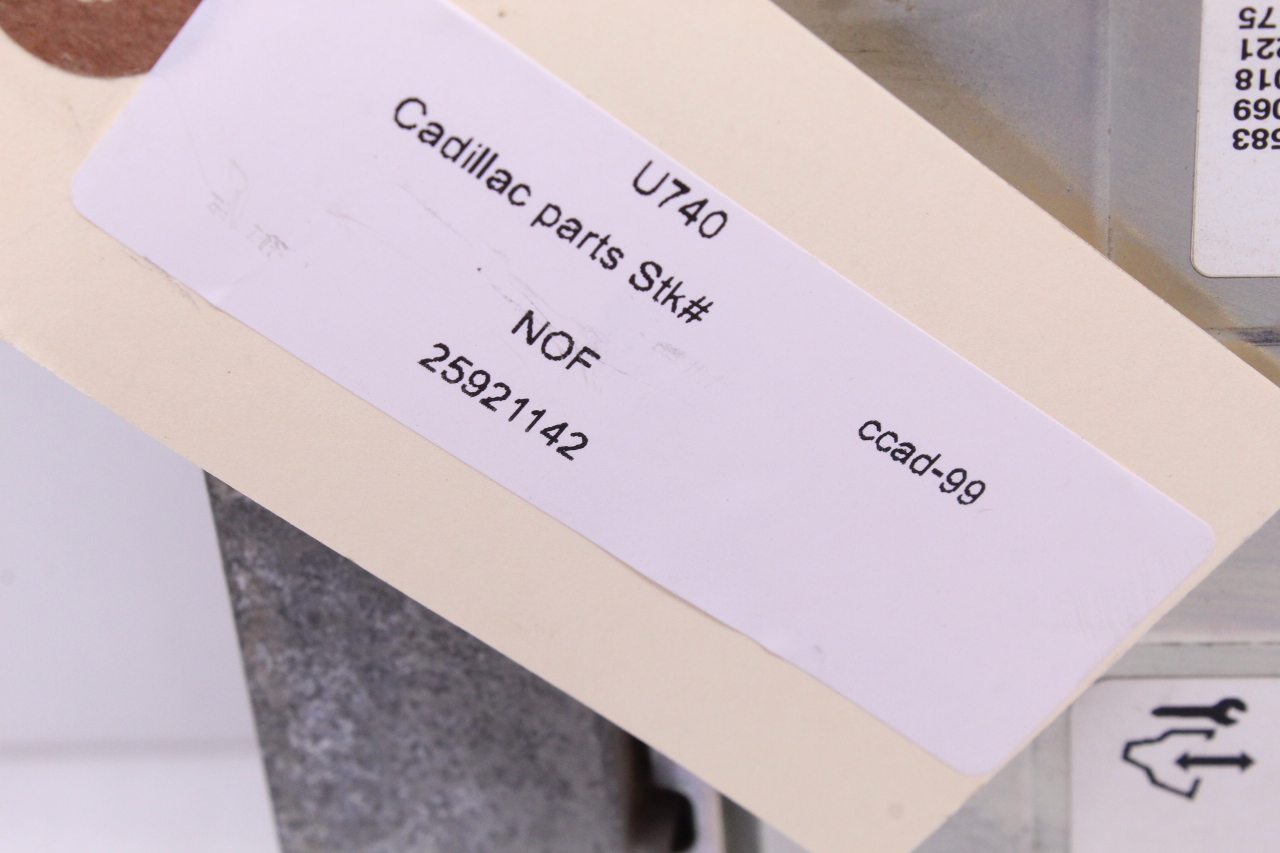 U740
Cadillac parts Stk#
NOF
25921142
ccad-99